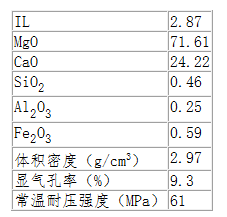 IL 2.87
MgO 71.61
CaO 24.22
SiO₂ 0.46
Al₂O₃ 0.25
Fe₂O₃ 0.59
体积密度（g/cm³） 2.97
显气孔率（%） 9.3
常温耐压强度（MPa） 61